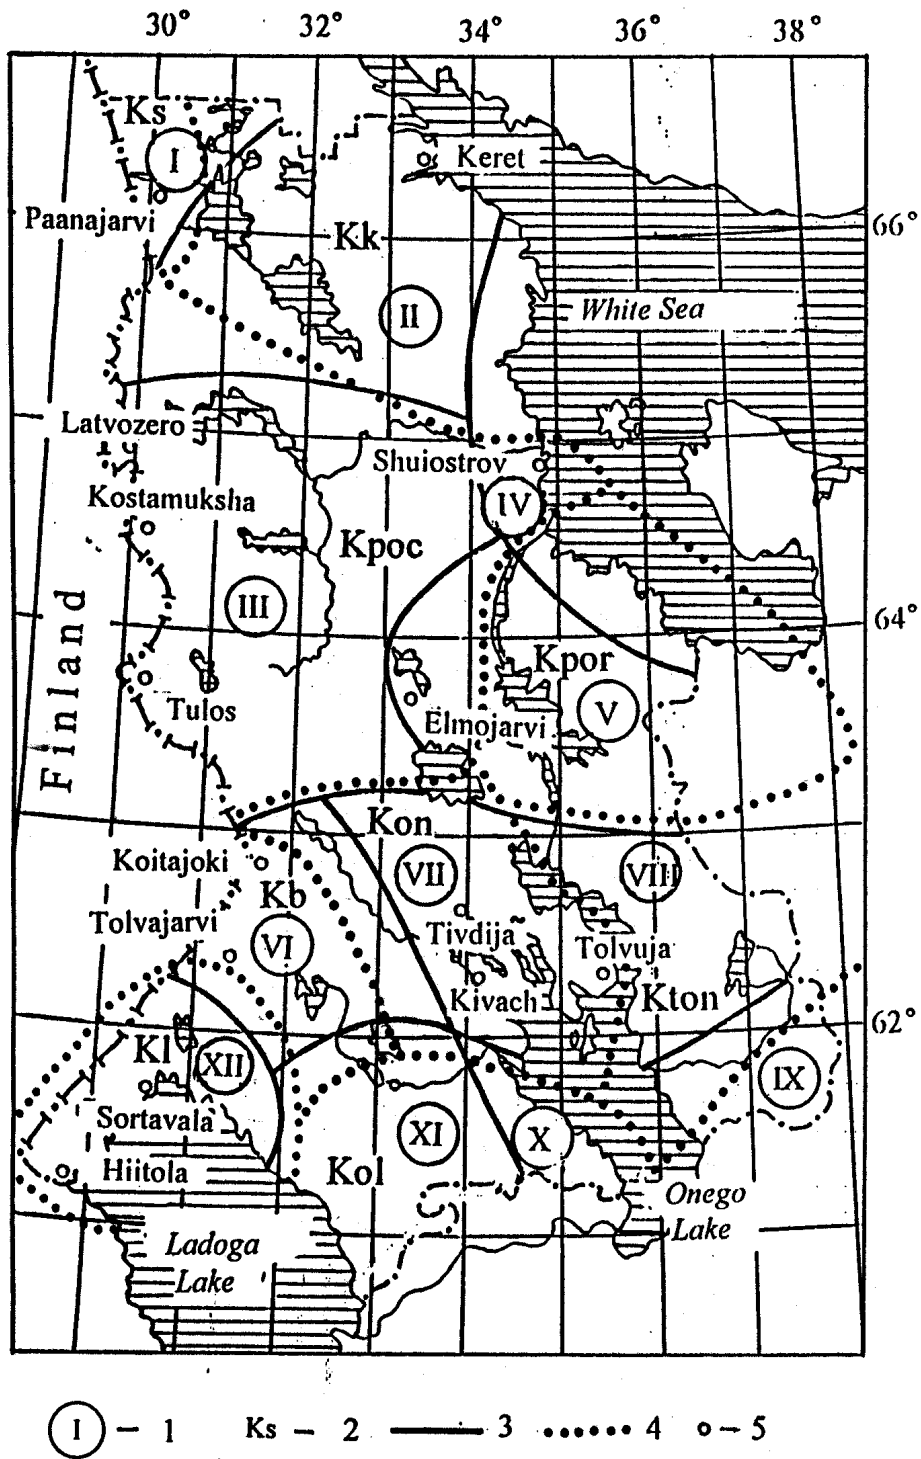 30° 32° 34° 36° 38°
Ks
I
Keret
Paanajarvi
66°
Kk
II
White Sea
Latvozero
Shuiostrov
Kostamuksha
IV
Kpoc
III
64°
Finland
Kpor
Tulos
V
Elmojarvi
Kon
Koitajoki
VII
VIII
Kb
Tolvajarvi
Tivdija
Tolvuja
VI
Kivach
Kton
62°
Kl
XII
IX
Sortavala
XI
X
Hiitola
Kol
Onego
Lake
Ladoga
Lake
I – 1 Ks – 2 3 4 – 5